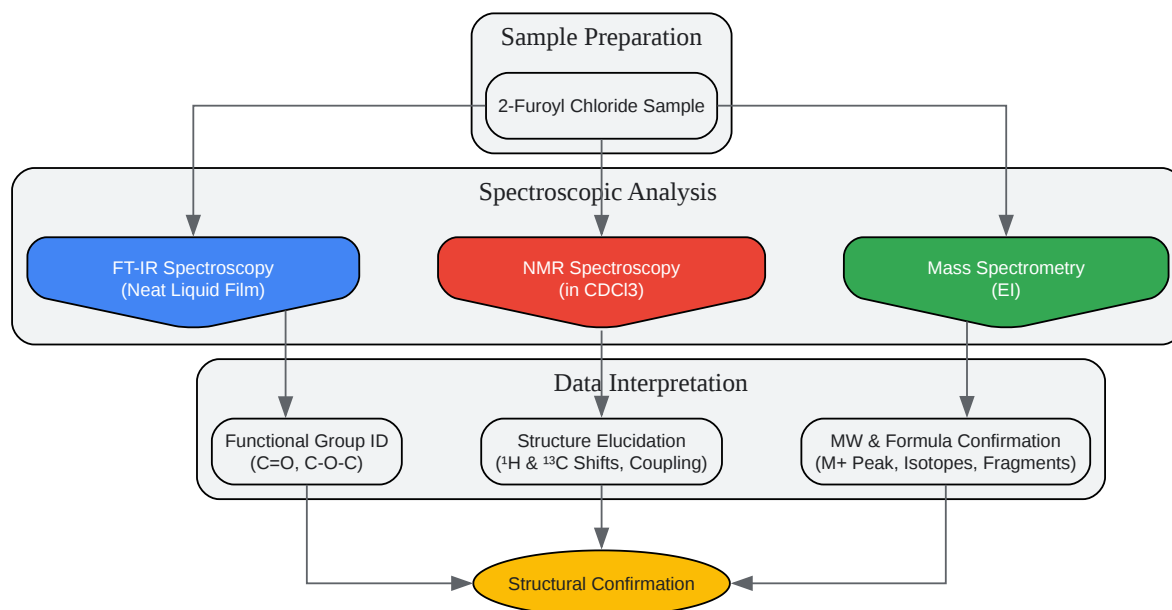 Sample Preparation
2-Furoyl Chloride Sample
Spectroscopic Analysis
FT-IR Spectroscopy
(Neat Liquid Film)
NMR Spectroscopy
(in CDCl3)
Mass Spectrometry
(EI)
Data Interpretation
Functional Group ID
(C=O, C-O-C)
Structure Elucidation
(¹H & ¹³C Shifts, Coupling)
MW & Formula Confirmation
(M+ Peak, Isotopes, Fragments)
Structural Confirmation